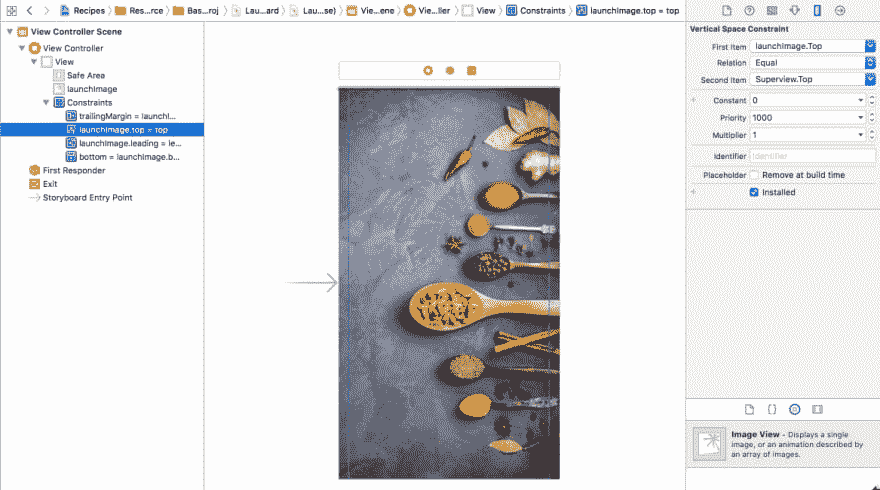 Recipes > Res...rce > Bas...roj > Lau...ard > Lau...se) > Vie...ene > Vie...ller > View > Constraints > launchImage.top = top
View Controller Scene
View Controller
View
Safe Area
launchImage
Constraints
trailingMargin = launchI...
launchImage.top = top
launchImage.leading = le...
bottom = launchImage.b...
First Responder
Exit
Storyboard Entry Point
Vertical Space Constraint
First Item launchImage.Top
Relation Equal
Second Item Superview.Top
Constant 0
Priority 1000
Multiplier 1
Identifier Identifier
Placeholder Remove at build time
Installed
Image View - Displays a single
image, or an animation described by
an array of images.